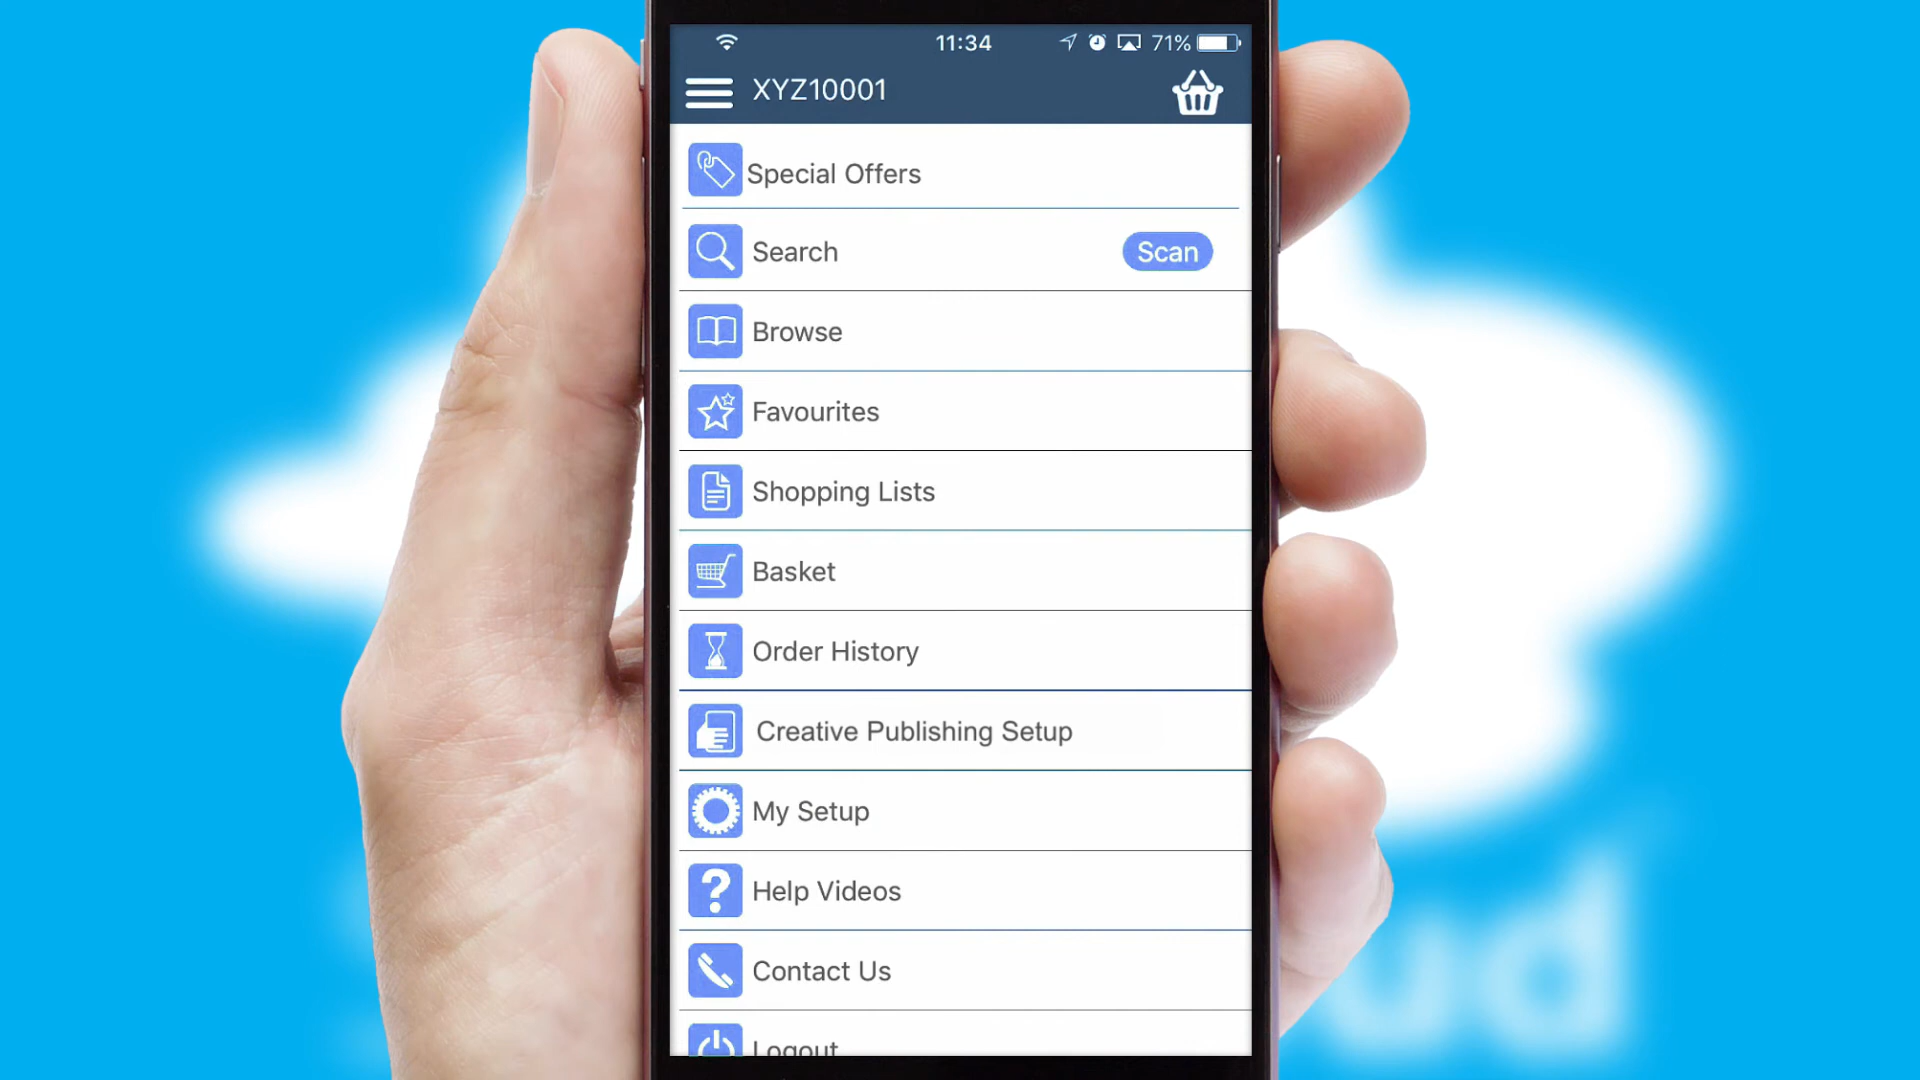 11:34 71%
XYZ10001
Special Offers
Search Scan
Browse
Favourites
Shopping Lists
Basket
Order History
Creative Publishing Setup
My Setup
Help Videos
Contact Us
Logout
ud